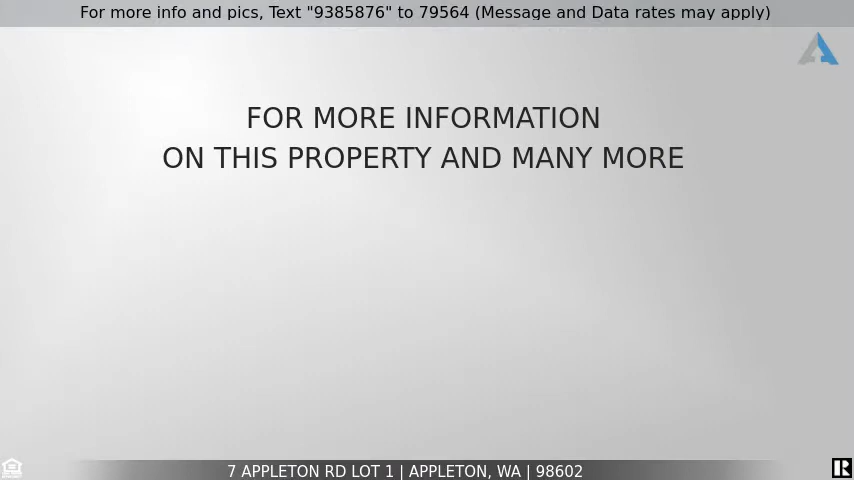 For more info and pics, Text "9385876" to 79564 (Message and Data rates may apply)
FOR MORE INFORMATION
ON THIS PROPERTY AND MANY MORE
7 APPLETON RD LOT 1 | APPLETON, WA | 98602